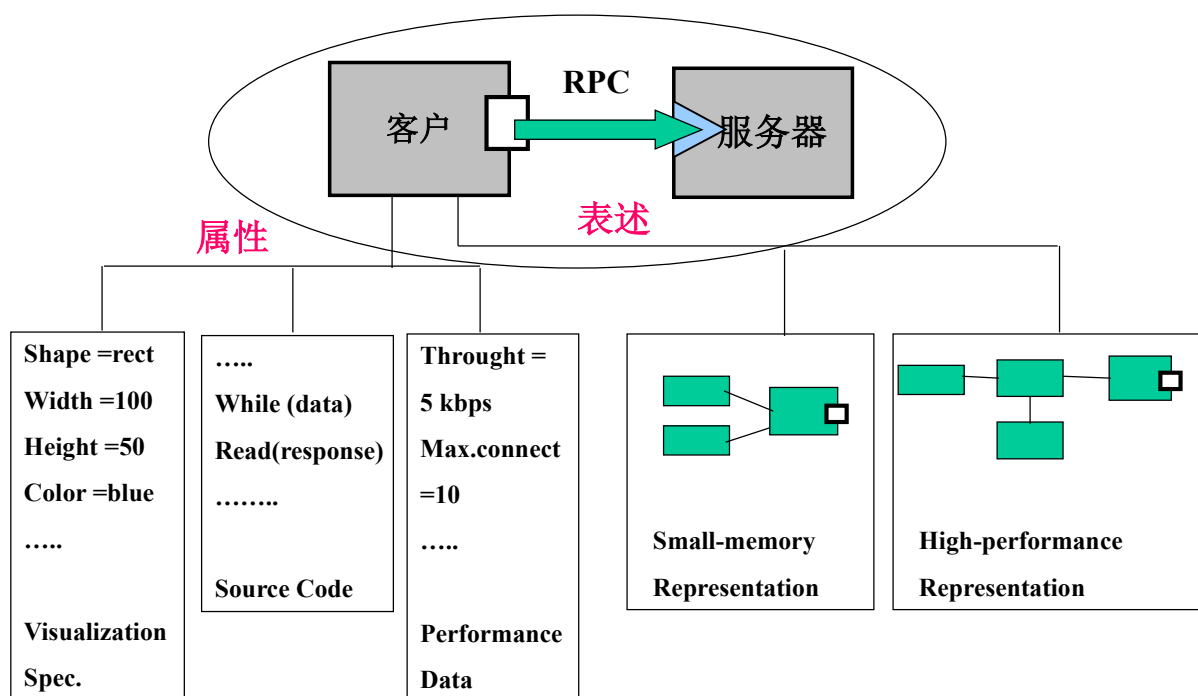 RPC
客户
服务器
属性
表述
Shape =rect
Width =100
Height =50
Color =blue
…..
Visualization
Spec.
…..
While (data)
Read(response)
……..
Source Code
Throught =
5 kbps
Max.connect
=10
…..
Performance
Data
Small-memory
Representation
High-performance
Representation